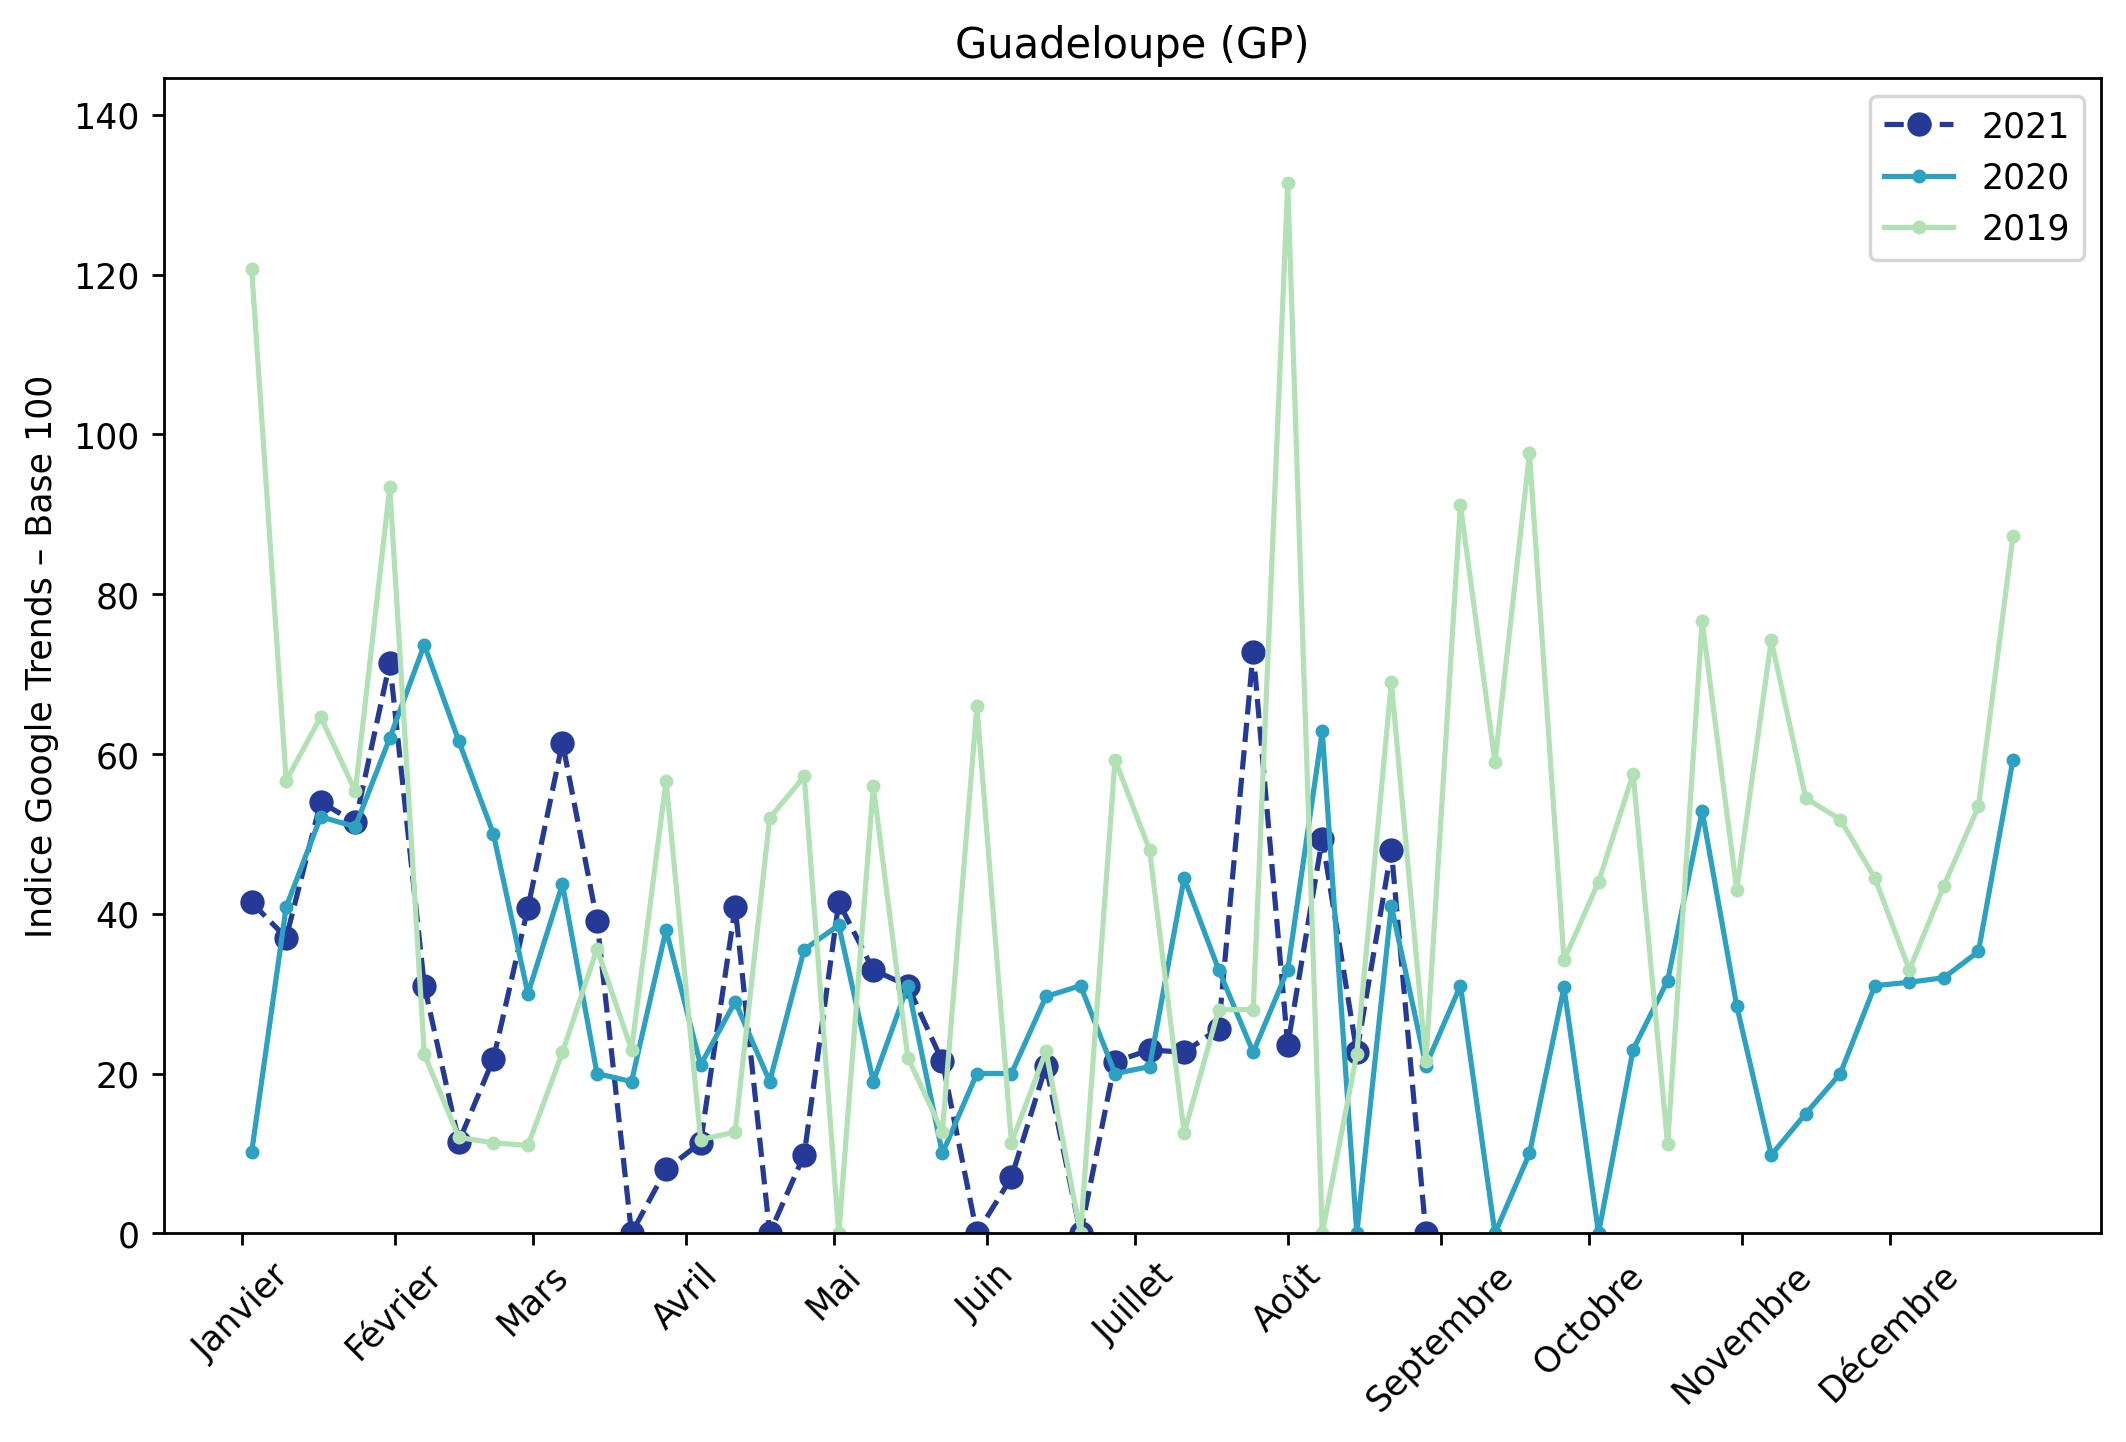 Guadeloupe (GP)
Indice Google Trends – Base 100
140
120
100
80
60
40
20
0
2021
2020
2019
Janvier
Février
Mars
Avril
Mai
Juin
Juillet
Août
Septembre
Octobre
Novembre
Décembre